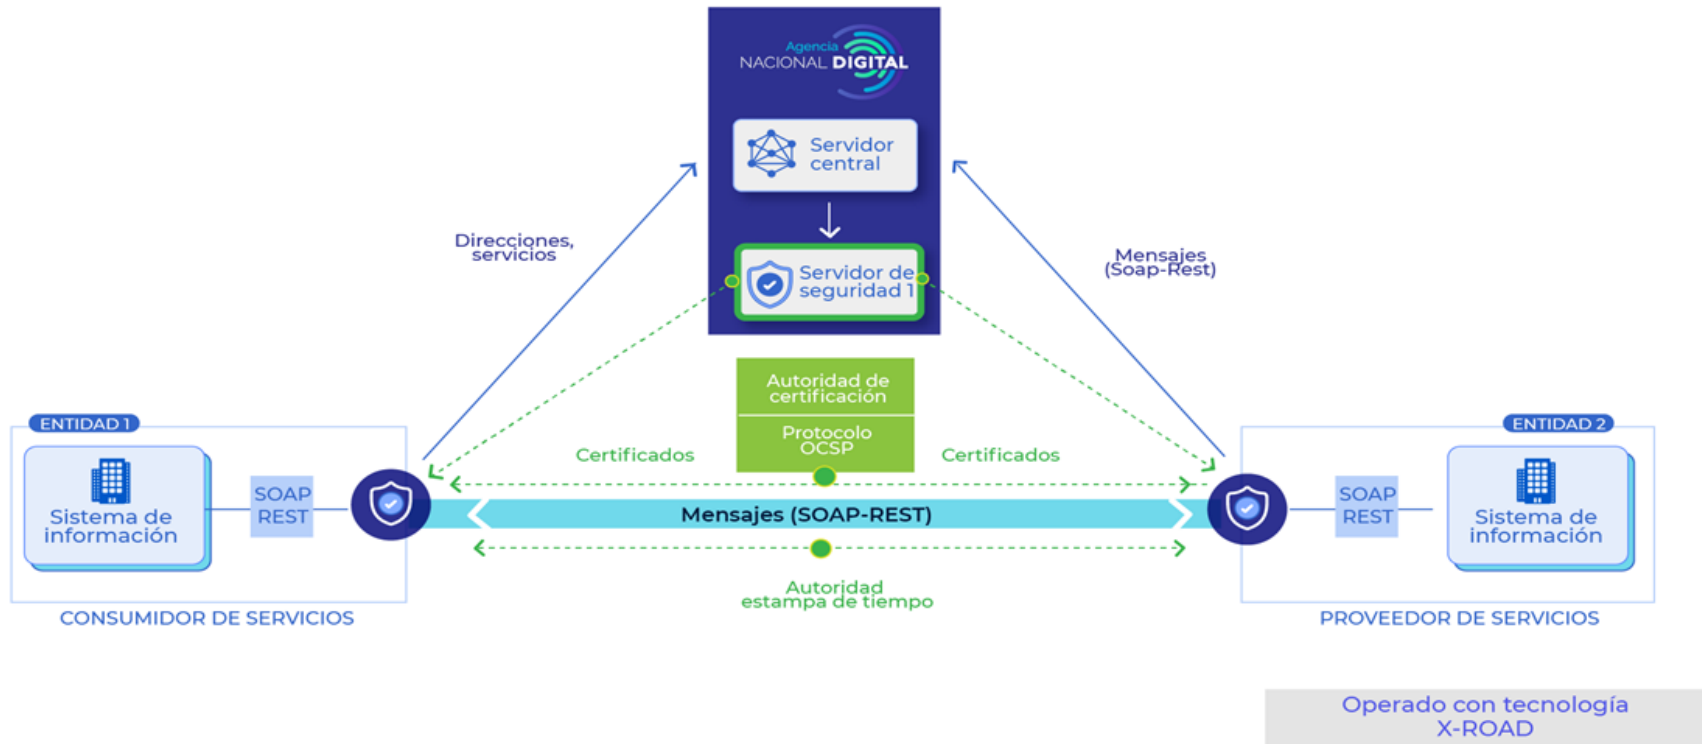 Agencia
NACIONAL DIGITAL
Servidor
central
Direcciones,
servicios
Mensajes
(Soap-Rest)
Servidor de
seguridad 1
Autoridad de
certificación
Protocolo
OCSP
Certificados
Certificados
ENTIDAD 1
Sistema de
información
SOAP
REST
Mensajes (SOAP-REST)
ENTIDAD 2
SOAP
REST
Sistema de
información
Autoridad
estampa de tiempo
CONSUMIDOR DE SERVICIOS
PROVEEDOR DE SERVICIOS
Operado con tecnología
X-ROAD